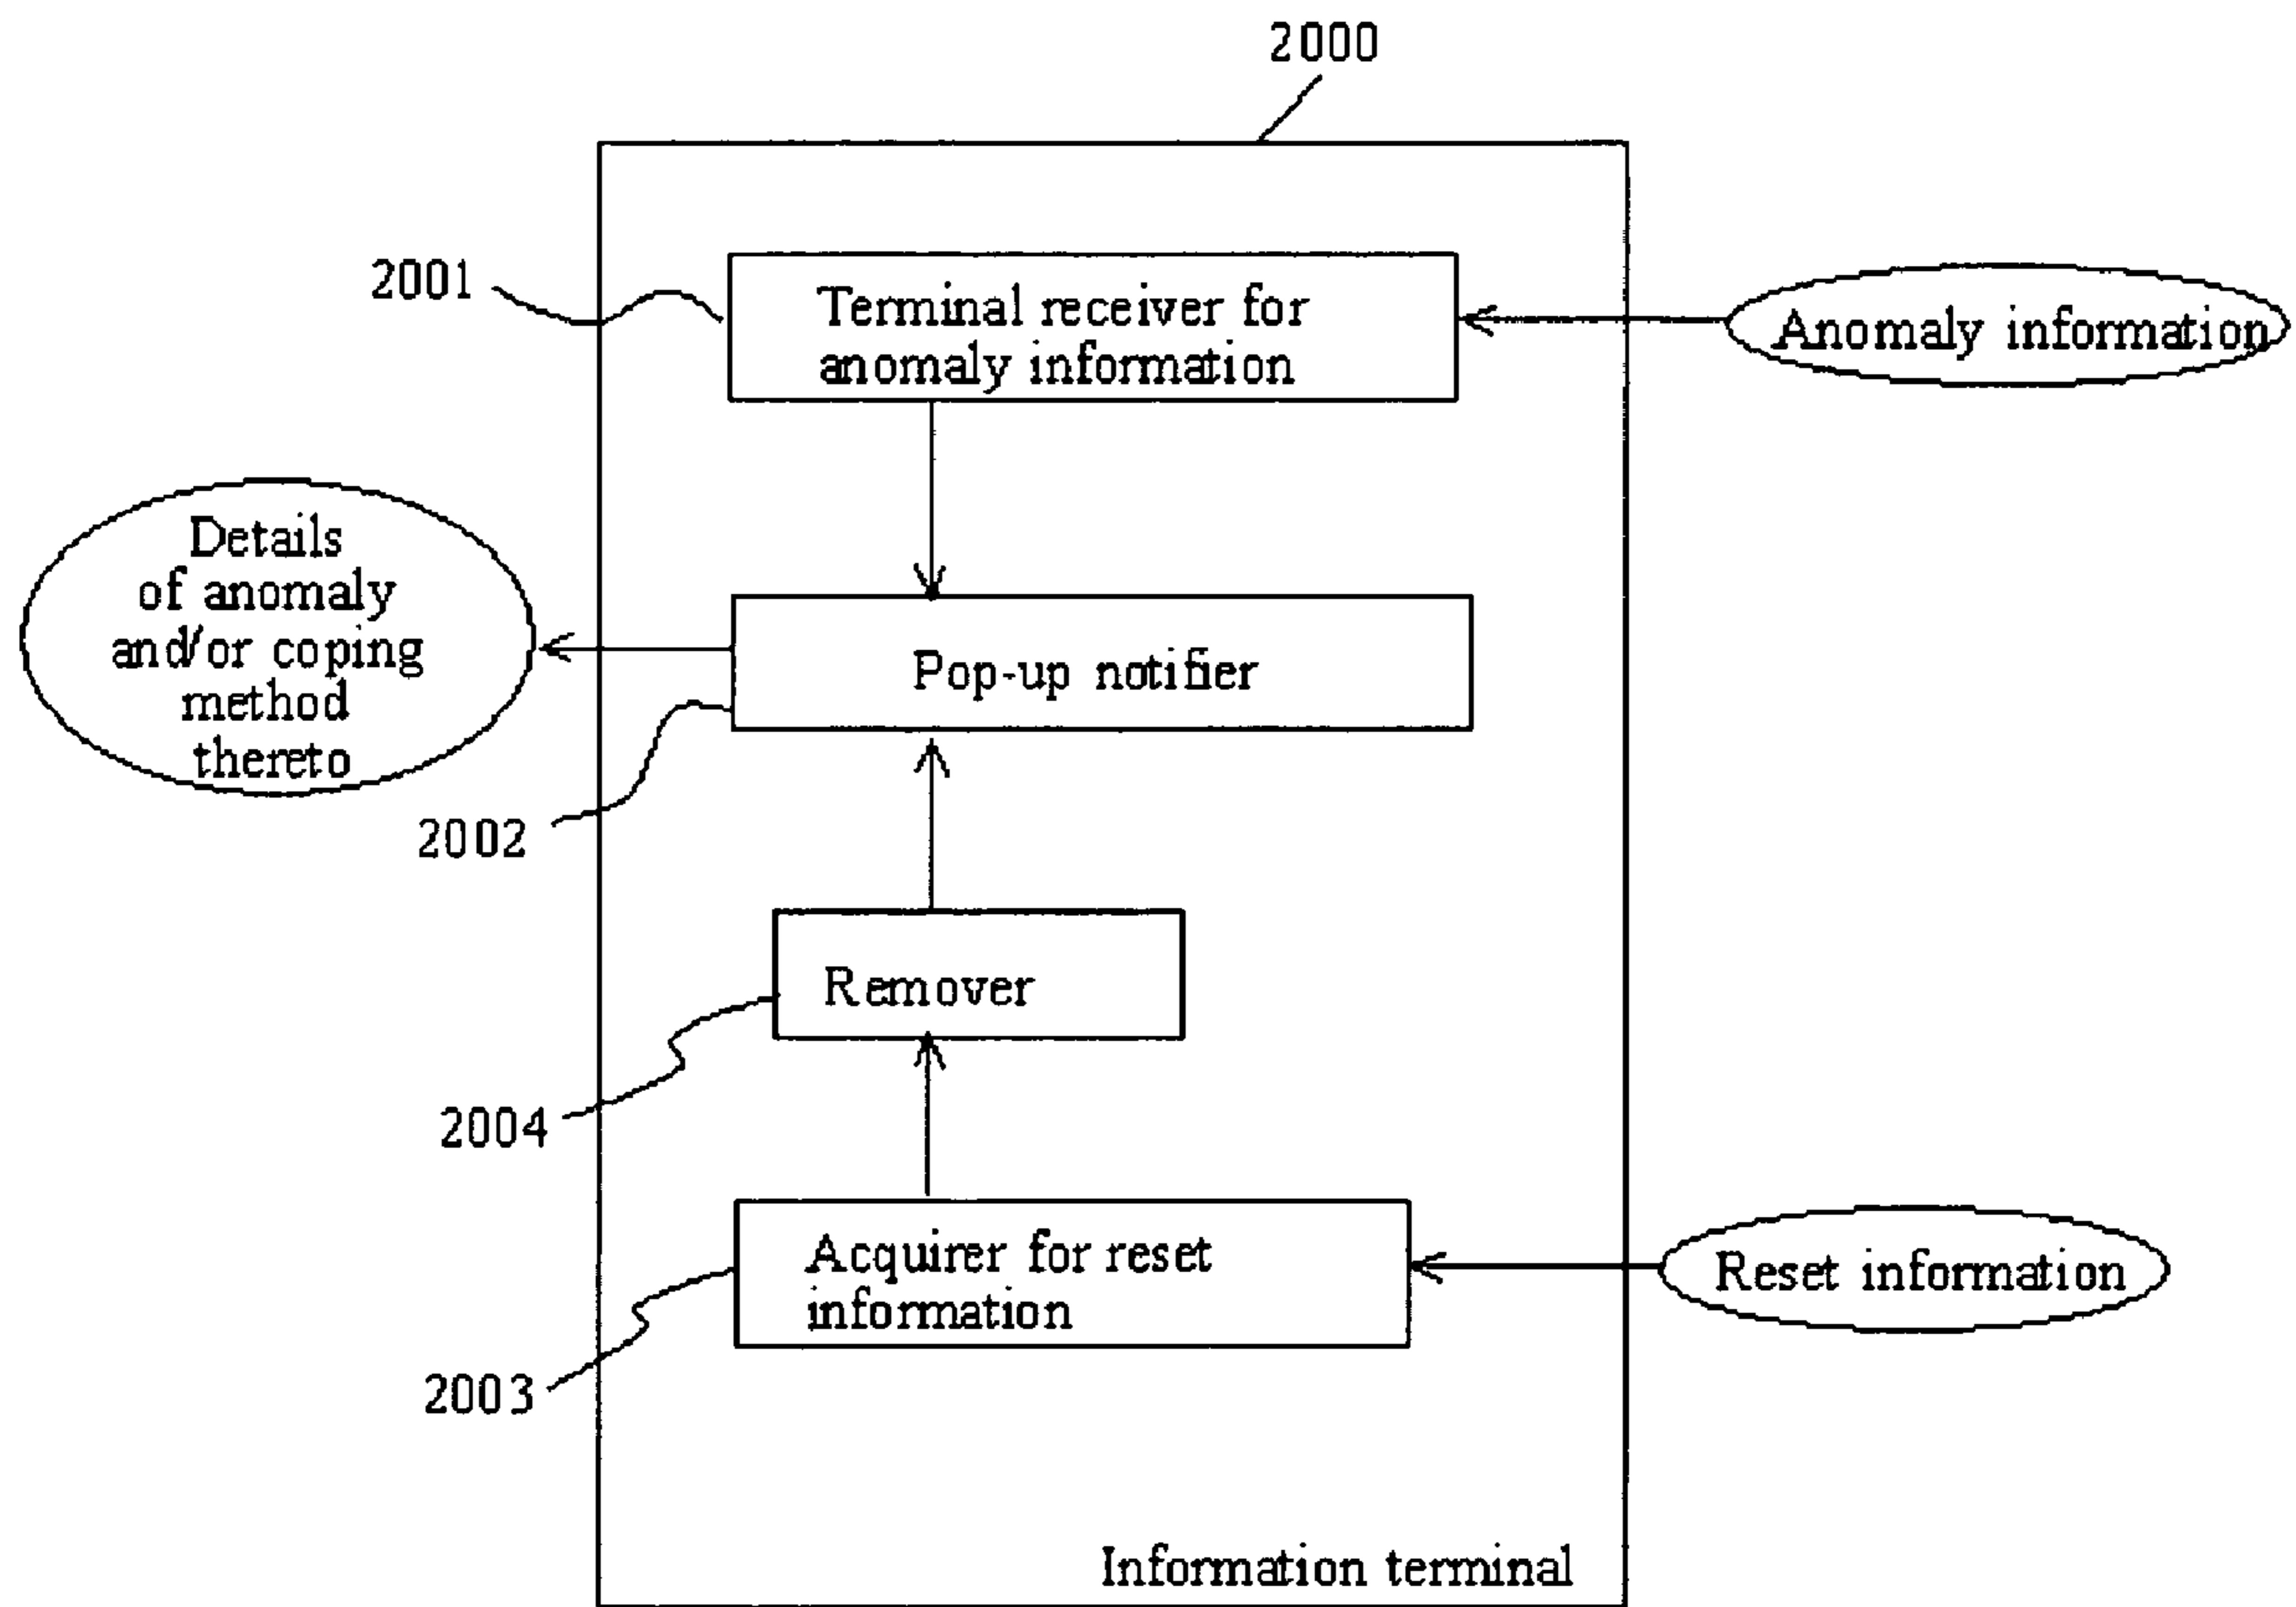 2000
2001
Terminal receiver for
anomaly information
Anomaly information
Details
of anomaly
and/or coping
method
thereto
Pop-up notifier
2002
Remover
2004
Acquirer for reset
information
Reset information
2003
Information terminal